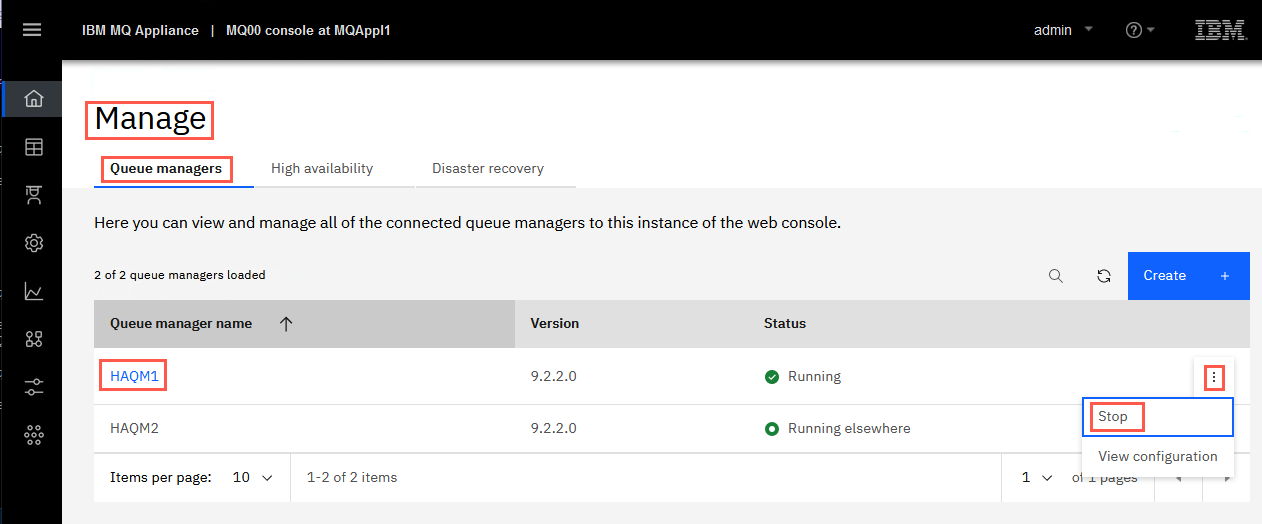 IBM MQ Appliance | MQ00 console at MQAppl1 admin IBM
Manage
Queue managers High availability Disaster recovery
Here you can view and manage all of the connected queue managers to this instance of the web console.
2 of 2 queue managers loaded Create +
Queue manager name Version Status
HAQM1 9.2.2.0 Running
HAQM2 9.2.2.0 Running elsewhere
Stop
View configuration
Items per page: 10 1-2 of 2 items 1 of 1 pages